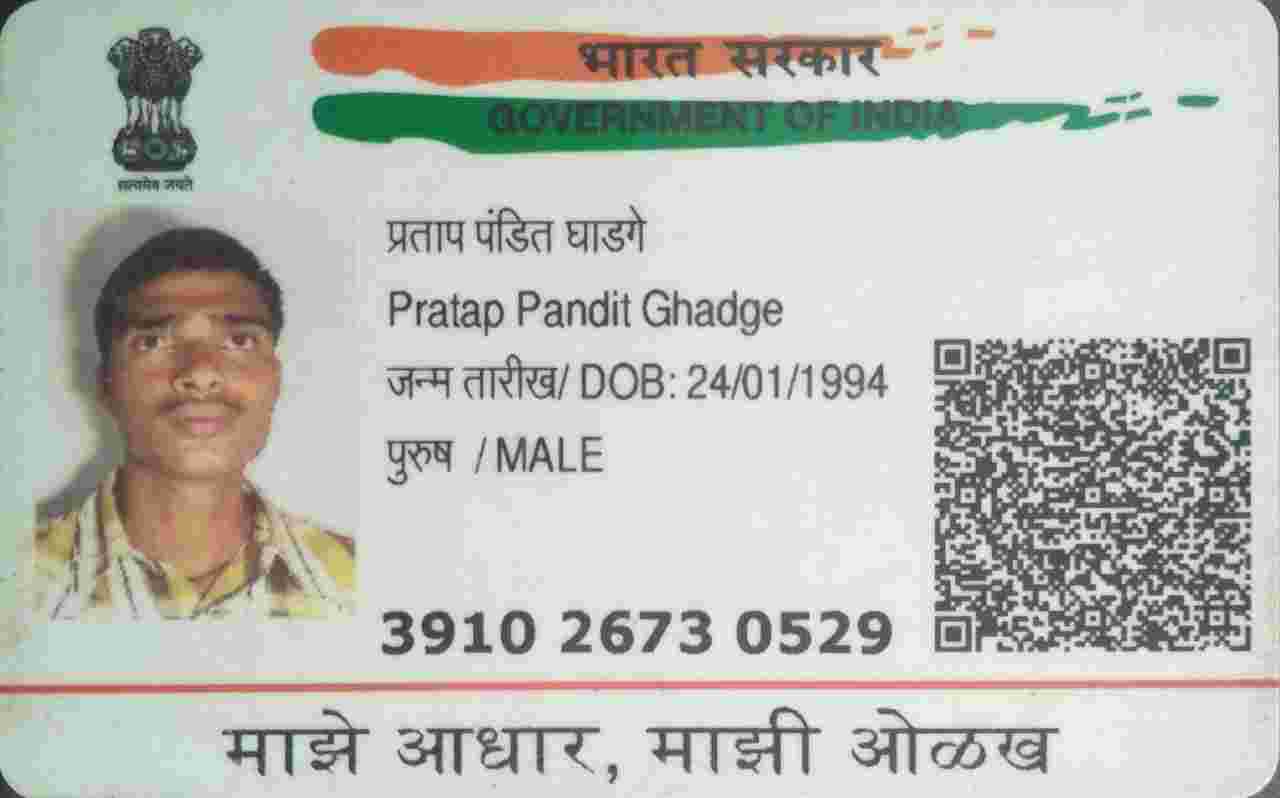 भारत सरकार
GOVERNMENT OF INDIA
सत्यमेव जयते
प्रताप पंडित घाडगे
Pratap Pandit Ghadge
जन्म तारीख/ DOB: 24/01/1994
पुरुष / MALE
3910 2673 0529
माझे आधार, माझी ओळख